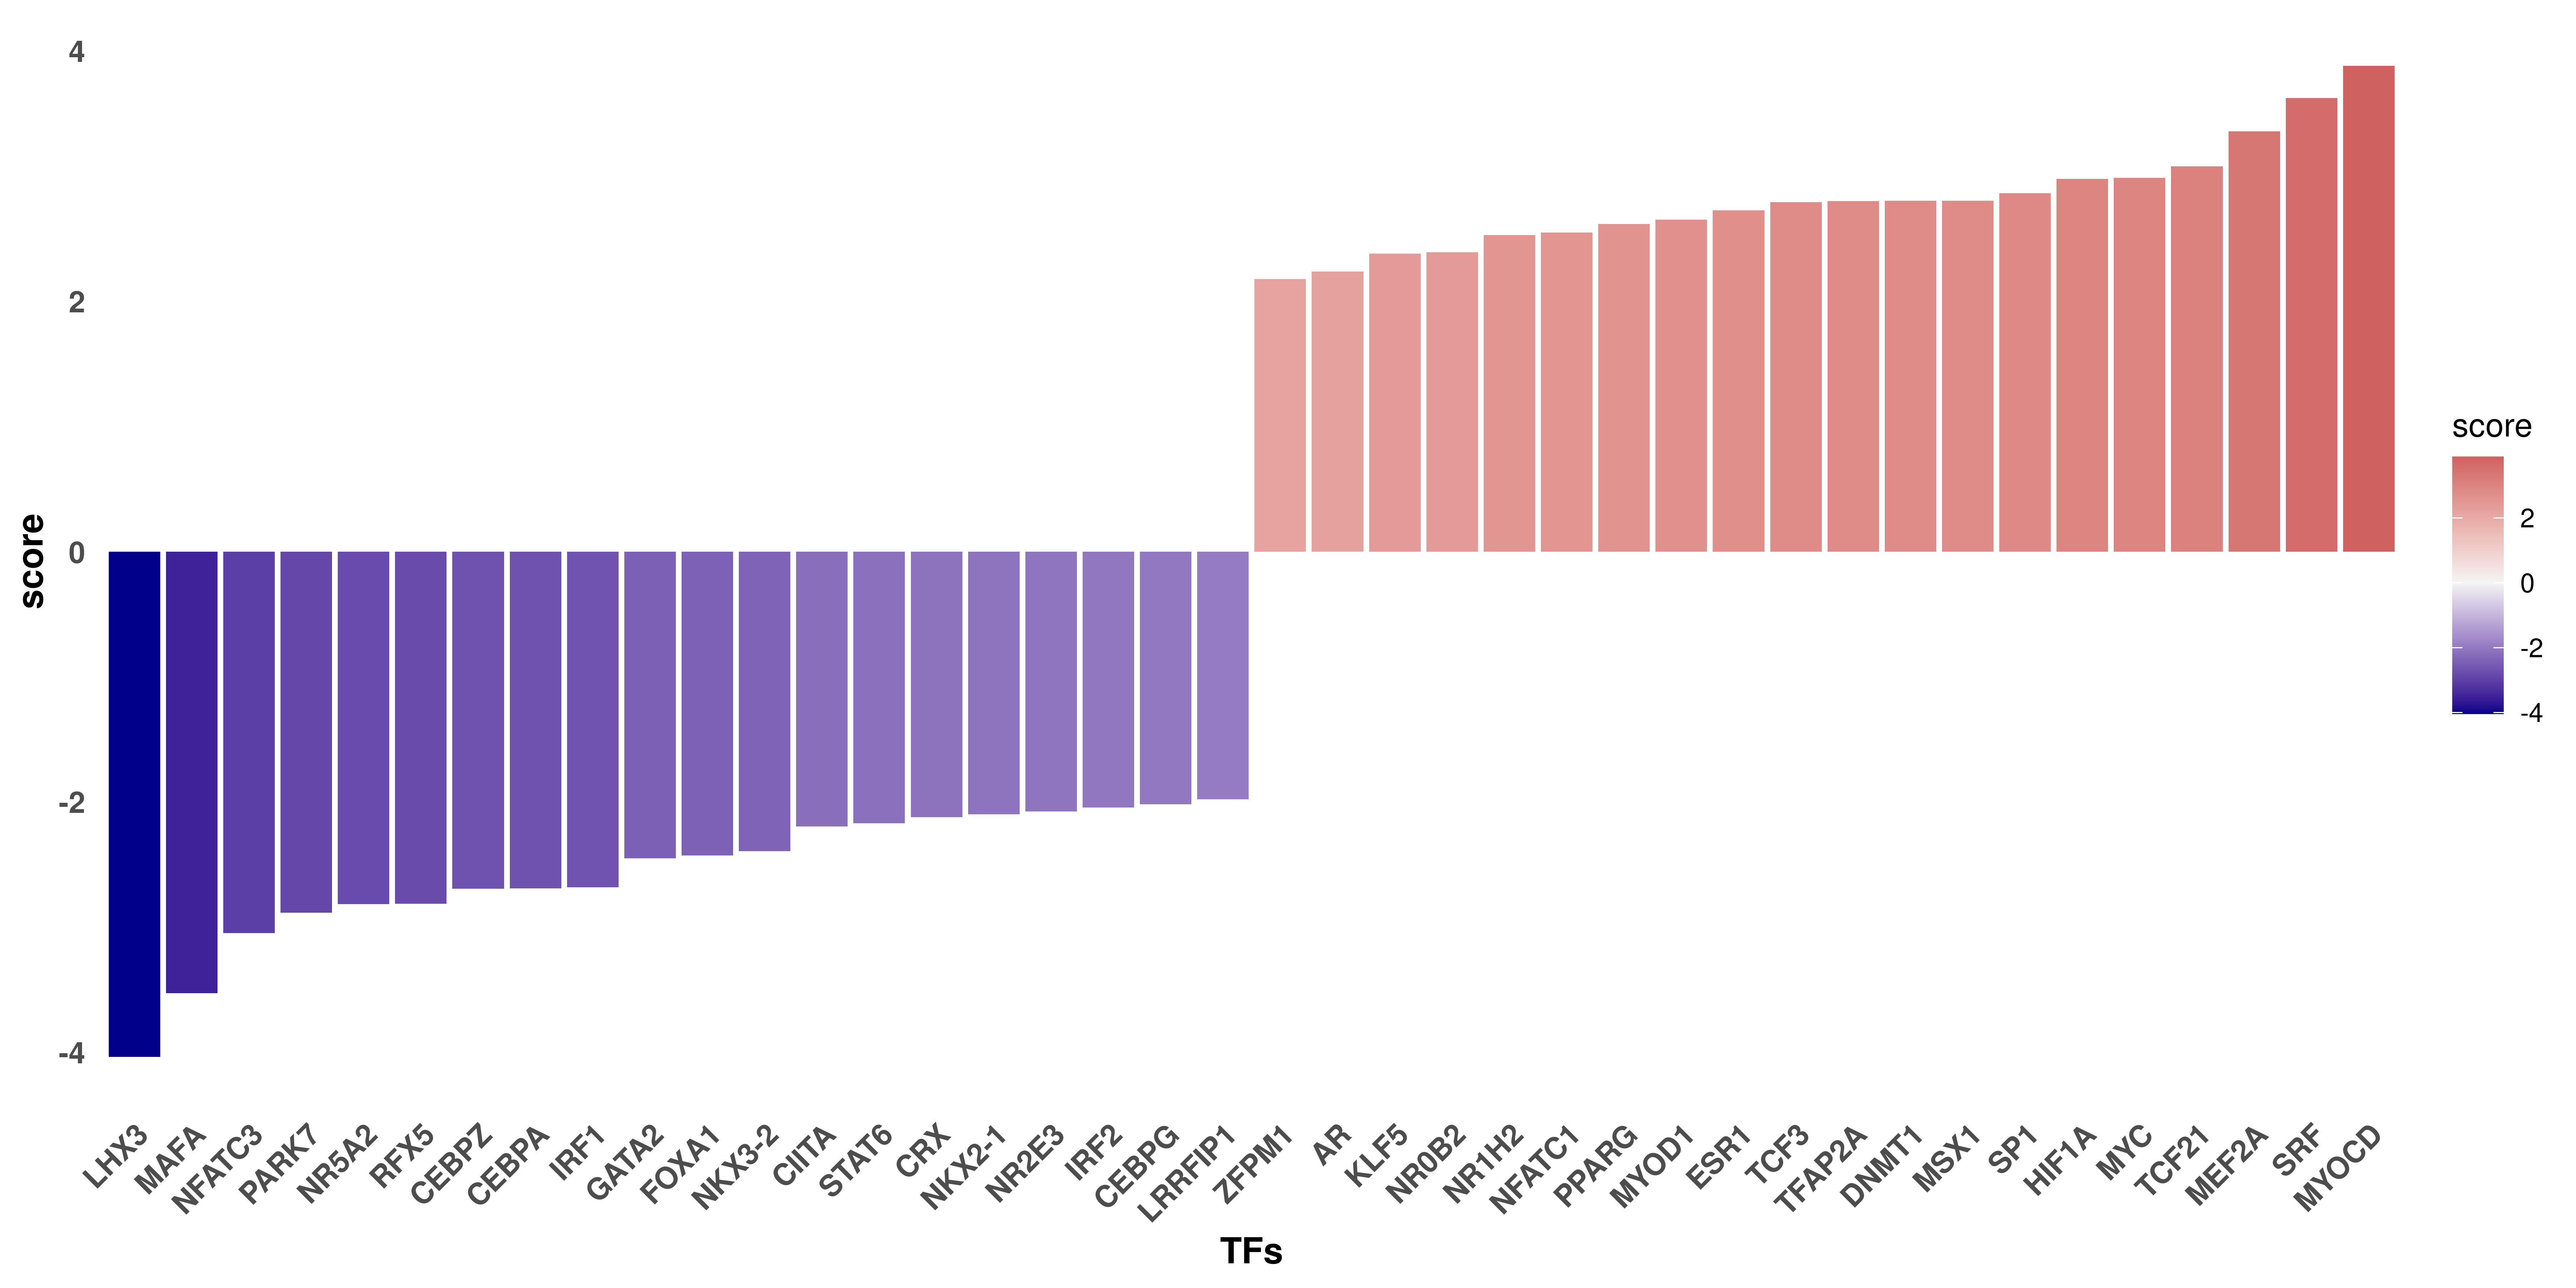 4
2
0
-2
-4
score
LHX3
MAFA
NFATC3
PARK7
NR5A2
RFX5
CEBPZ
CEBPA
IRF1
GATA2
FOXA1
NKX3-2
CIITA
STAT6
CRX
NKX2-1
NR2E3
IRF2
CEBPG
LRRFIP1
ZFPM1
AR
KLF5
NR0B2
NR1H2
NFATC1
PPARG
MYOD1
ESR1
TCF3
TFAP2A
DNMT1
MSX1
SP1
HIF1A
MYC
TCF21
MEF2A
SRF
MYOCD
TFs
score
2
0
-2
-4